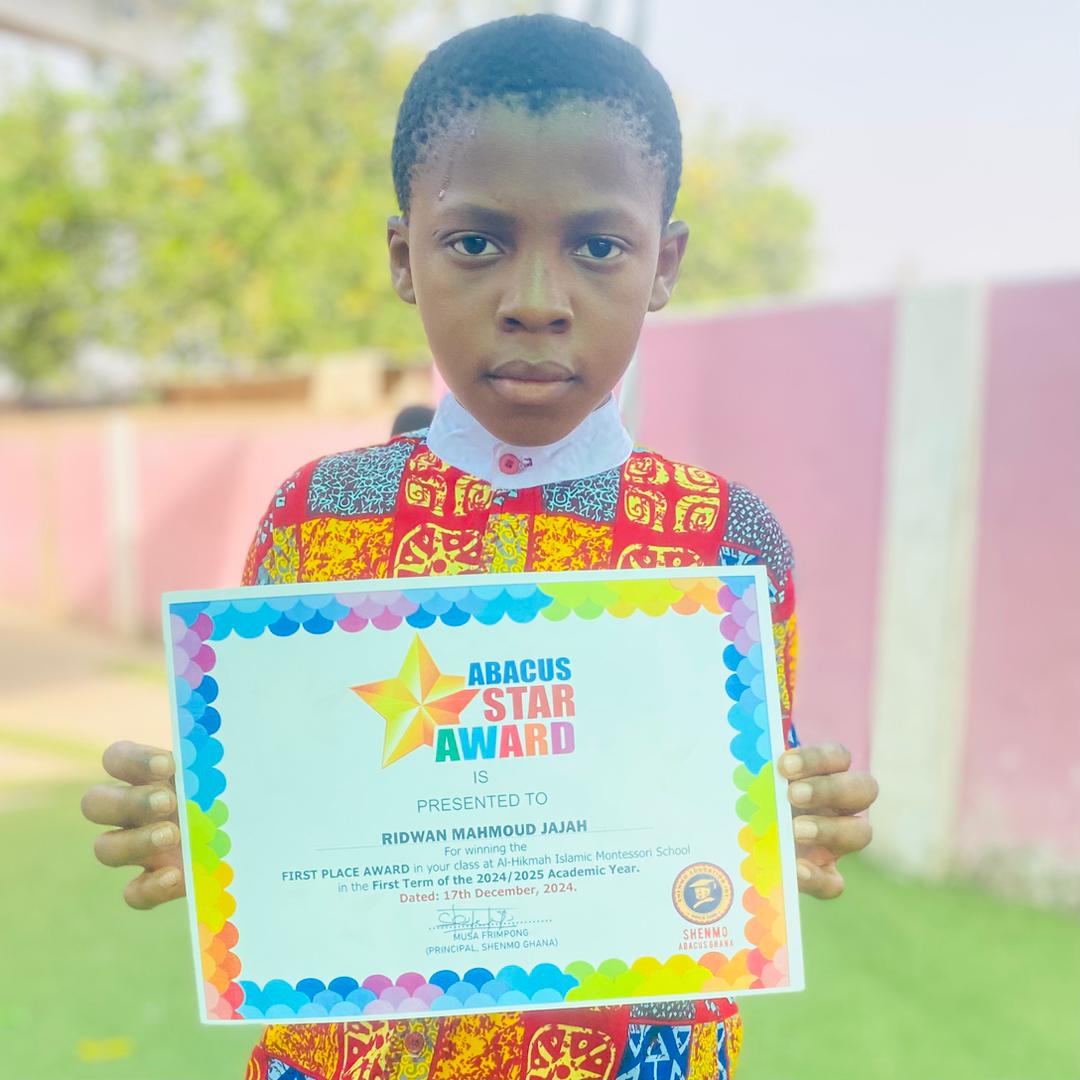 ABACUS
STAR
AWARD
IS
PRESENTED TO
RIDWAN MAHMOUD JAJAH
For winning the
FIRST PLACE AWARD in your class at Al-Hikmah Islamic Montessori School
in the First Term of the 2024/2025 Academic Year.
Dated: 17th December, 2024.
MUSA FRIMPONG
(PRINCIPAL, SHENMO GHANA)
SHENMO
ABACUS GHANA